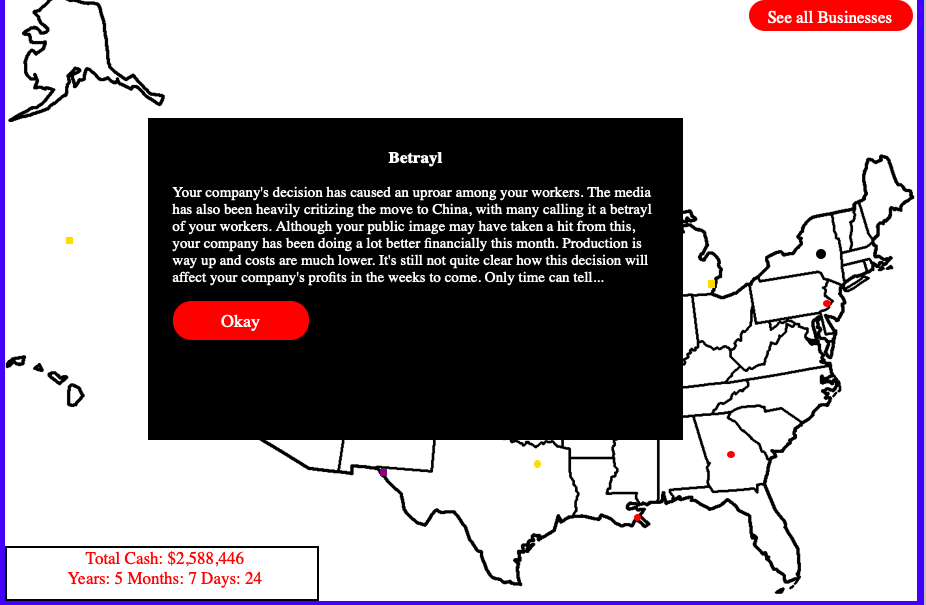 See all Businesses
Betrayl
Your company's decision has caused an uproar among your workers. The media
has also been heavily critizing the move to China, with many calling it a betrayl
of your workers. Although your public image may have taken a hit from this,
your company has been doing a lot better financially this month. Production is
way up and costs are much lower. It's still not quite clear how this decision will
affect your company's profits in the weeks to come. Only time can tell...
Okay
Total Cash: $2,588,446
Years: 5 Months: 7 Days: 24